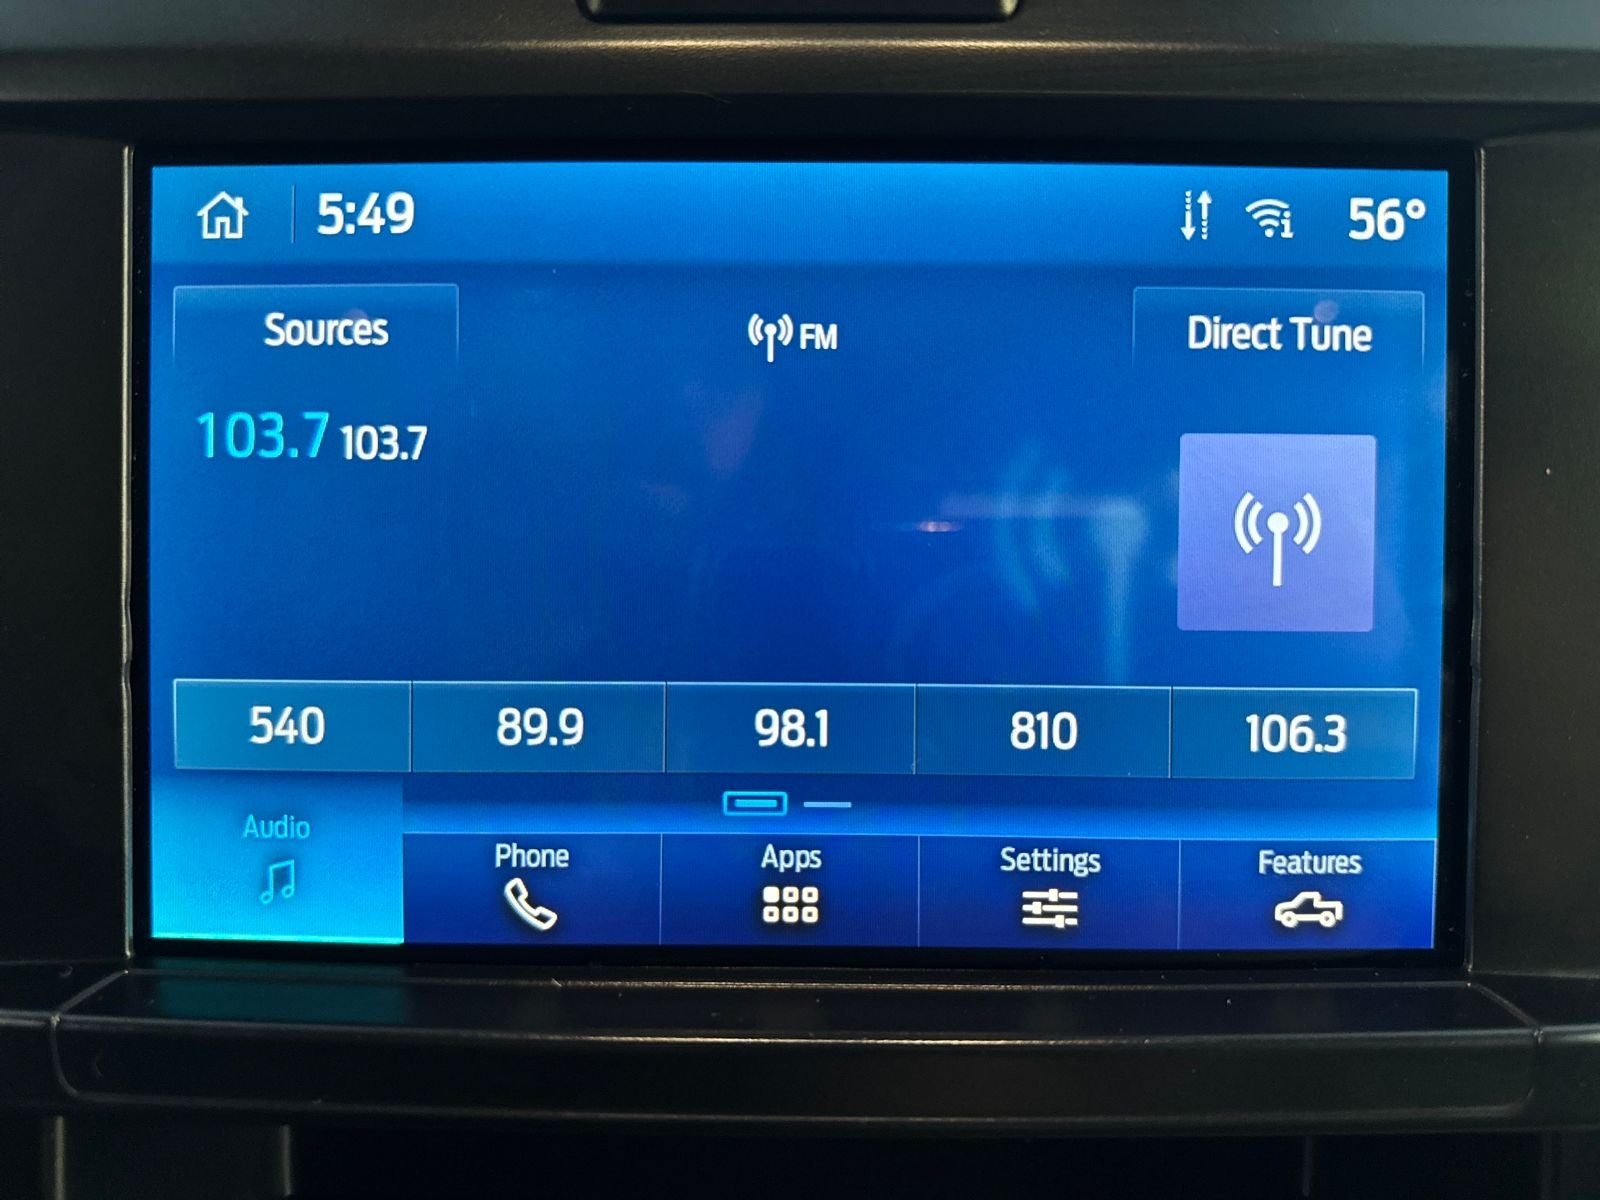 5:49 56°
Sources FM Direct Tune
103.7 103.7
540 89.9 98.1 810 106.3
Audio Phone Apps Settings Features